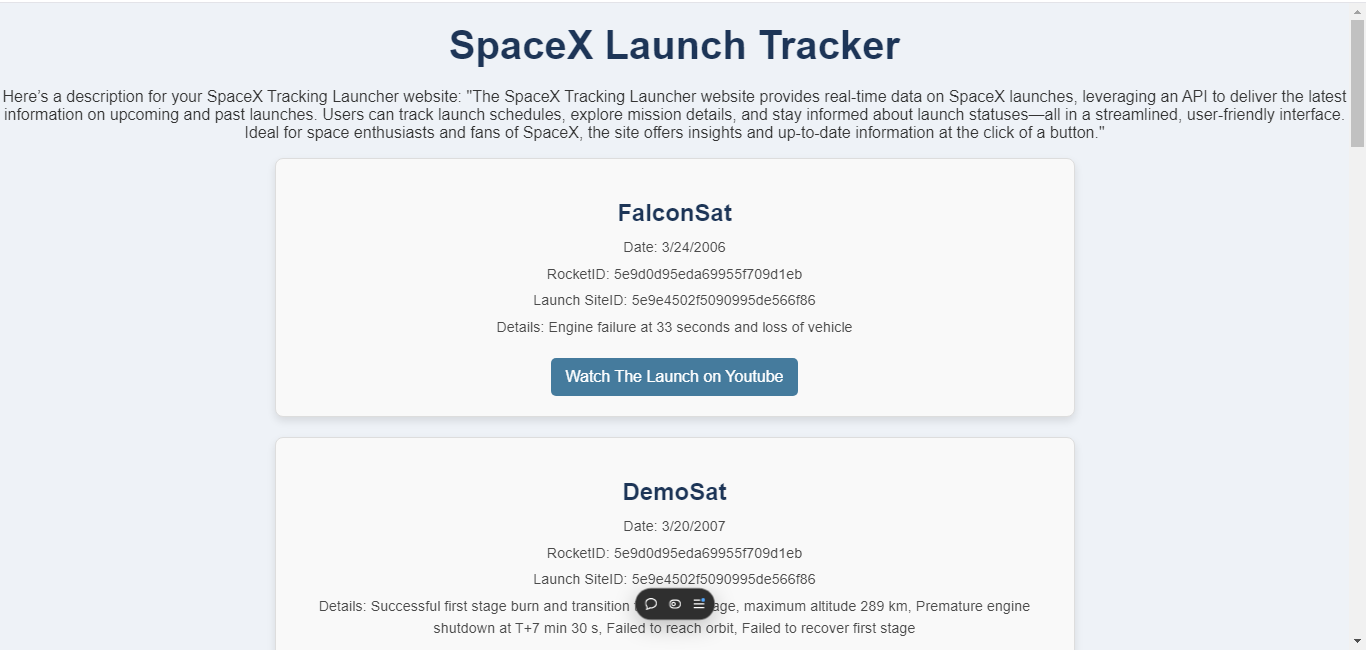 SpaceX Launch Tracker
Here's a description for your SpaceX Tracking Launcher website: "The SpaceX Tracking Launcher website provides real-time data on SpaceX launches, leveraging an API to deliver the latest
information on upcoming and past launches. Users can track launch schedules, explore mission details, and stay informed about launch statuses—all in a streamlined, user-friendly interface.
Ideal for space enthusiasts and fans of SpaceX, the site offers insights and up-to-date information at the click of a button."
FalconSat
Date: 3/24/2006
RocketID: 5e9d0d95eda69955f709d1eb
Launch SiteID: 5e9e4502f5090995de566f86
Details: Engine failure at 33 seconds and loss of vehicle
Watch The Launch on Youtube
DemoSat
Date: 3/20/2007
RocketID: 5e9d0d95eda69955f709d1eb
Launch SiteID: 5e9e4502f5090995de566f86
Details: Successful first stage burn and transition maximum altitude 289 km, Premature engine
shutdown at T+7 min 30 s, Failed to reach orbit, Failed to recover first stage